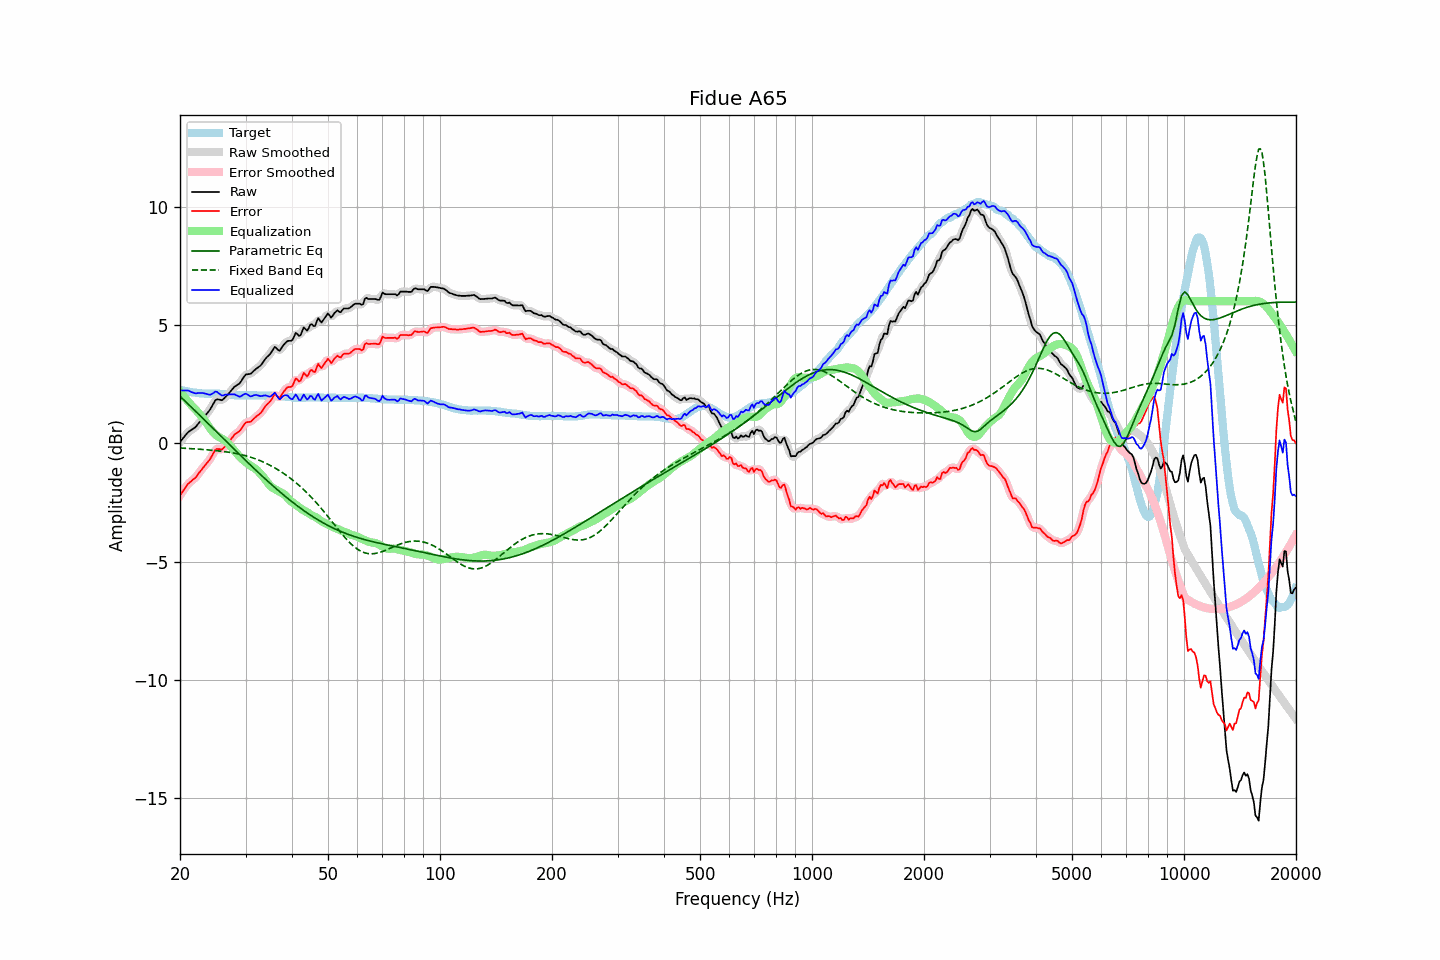 Fidue A65
Target
Raw Smoothed
Error Smoothed
Raw
Error
Equalization
Parametric Eq
Fixed Band Eq
Equalized
Amplitude (dBr)
10
5
0
−5
−10
−15
20 50 100 200 500 1000 2000 5000 10000 20000
Frequency (Hz)